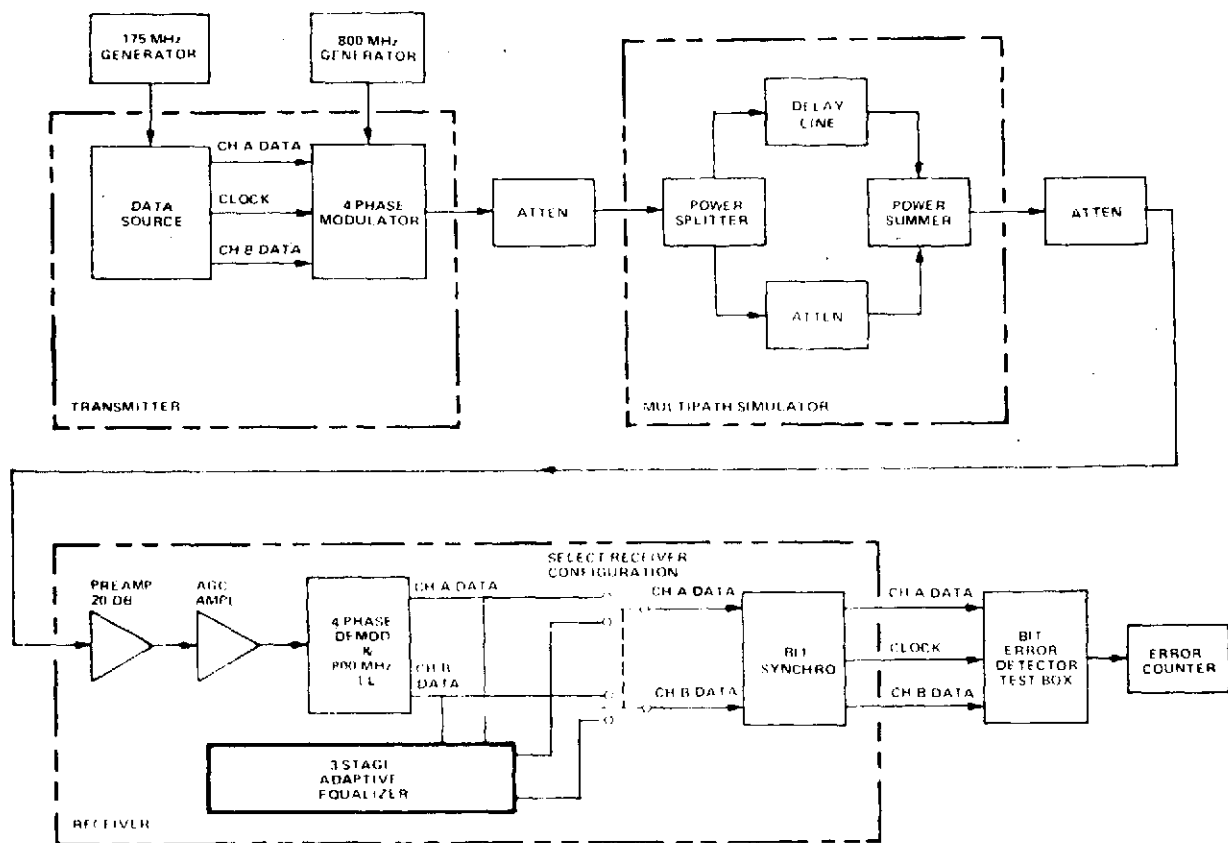 175 MHz
GENERATOR
800 MHz
GENERATOR
DATA
SOURCE
CH A DATA
CLOCK
CH B DATA
4 PHASE
MODULATOR
TRANSMITTER
ATTEN
POWER
SPLITTER
DELAY
LINE
ATTEN
POWER
SUMMER
MULTIPATH SIMULATOR
ATTEN
PREAMP
20 DB
AGC
AMPL
4 PHASE
DEMOD
&
800 MHz
CH A DATA
CH B
DATA
3 STAGE
ADAPTIVE
EQUALIZER
SELECT RECEIVER
CONFIGURATION
CH A DATA
CH B DATA
BIT
SYNCHRO
RECEIVER
CH A DATA
CLOCK
CH B DATA
BIT
ERROR
DETECTOR
TEST BOX
ERROR
COUNTER